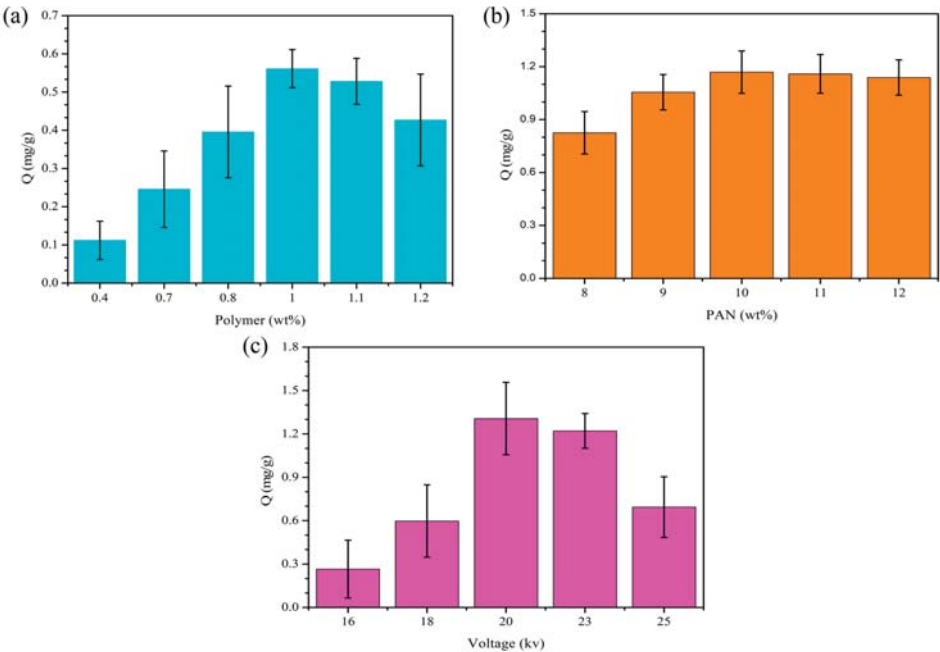 (a)
0.7
0.6
0.5
0.4
0.3
0.2
0.1
0.0
Q (mg/g)
0.4 0.7 0.8 1 1.1 1.2
Polymer (wt%)
(b)
1.5
1.2
0.9
0.6
0.3
0.0
Q (mg/g)
8 9 10 11 12
PAN (wt%)
(c)
1.8
1.5
1.2
0.9
0.6
0.3
0.0
Q (mg/g)
16 18 20 23 25
Voltage (kv)